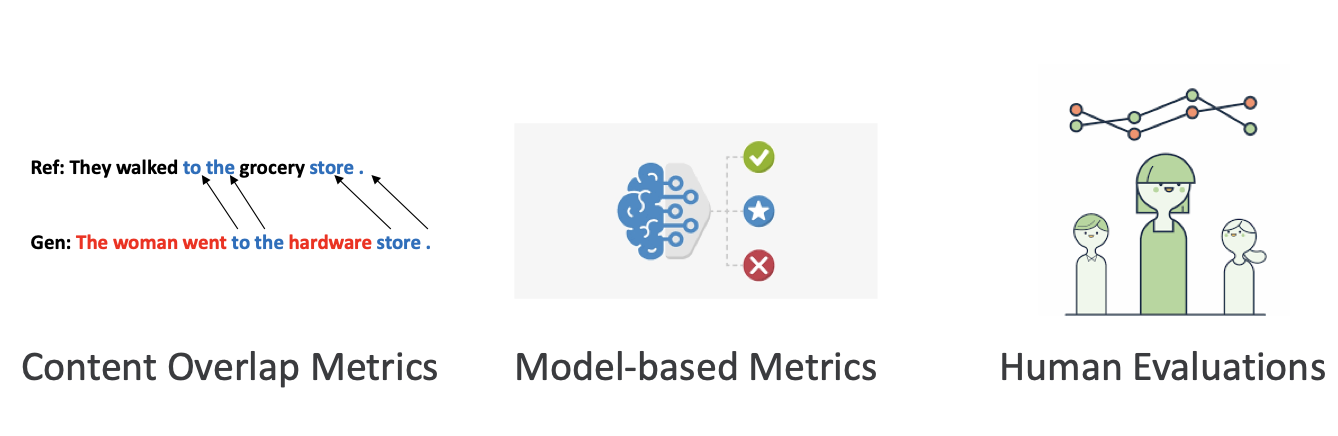 Ref: They walked to the grocery store .
Gen: The woman went to the hardware store .
Content Overlap Metrics
Model-based Metrics
Human Evaluations